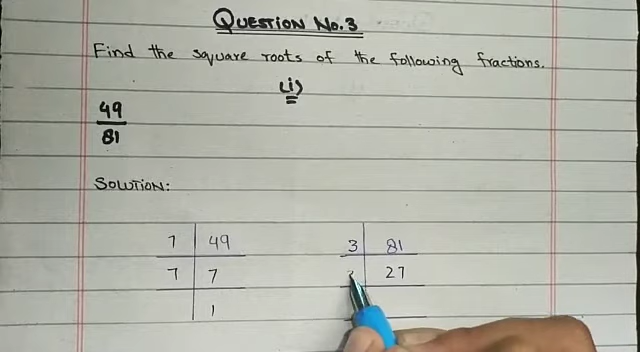 QUESTION NO.3
Find the square roots of the following fractions.
(i)
49
81
SOLUTION:
7 49 3 81
7 7 27
1